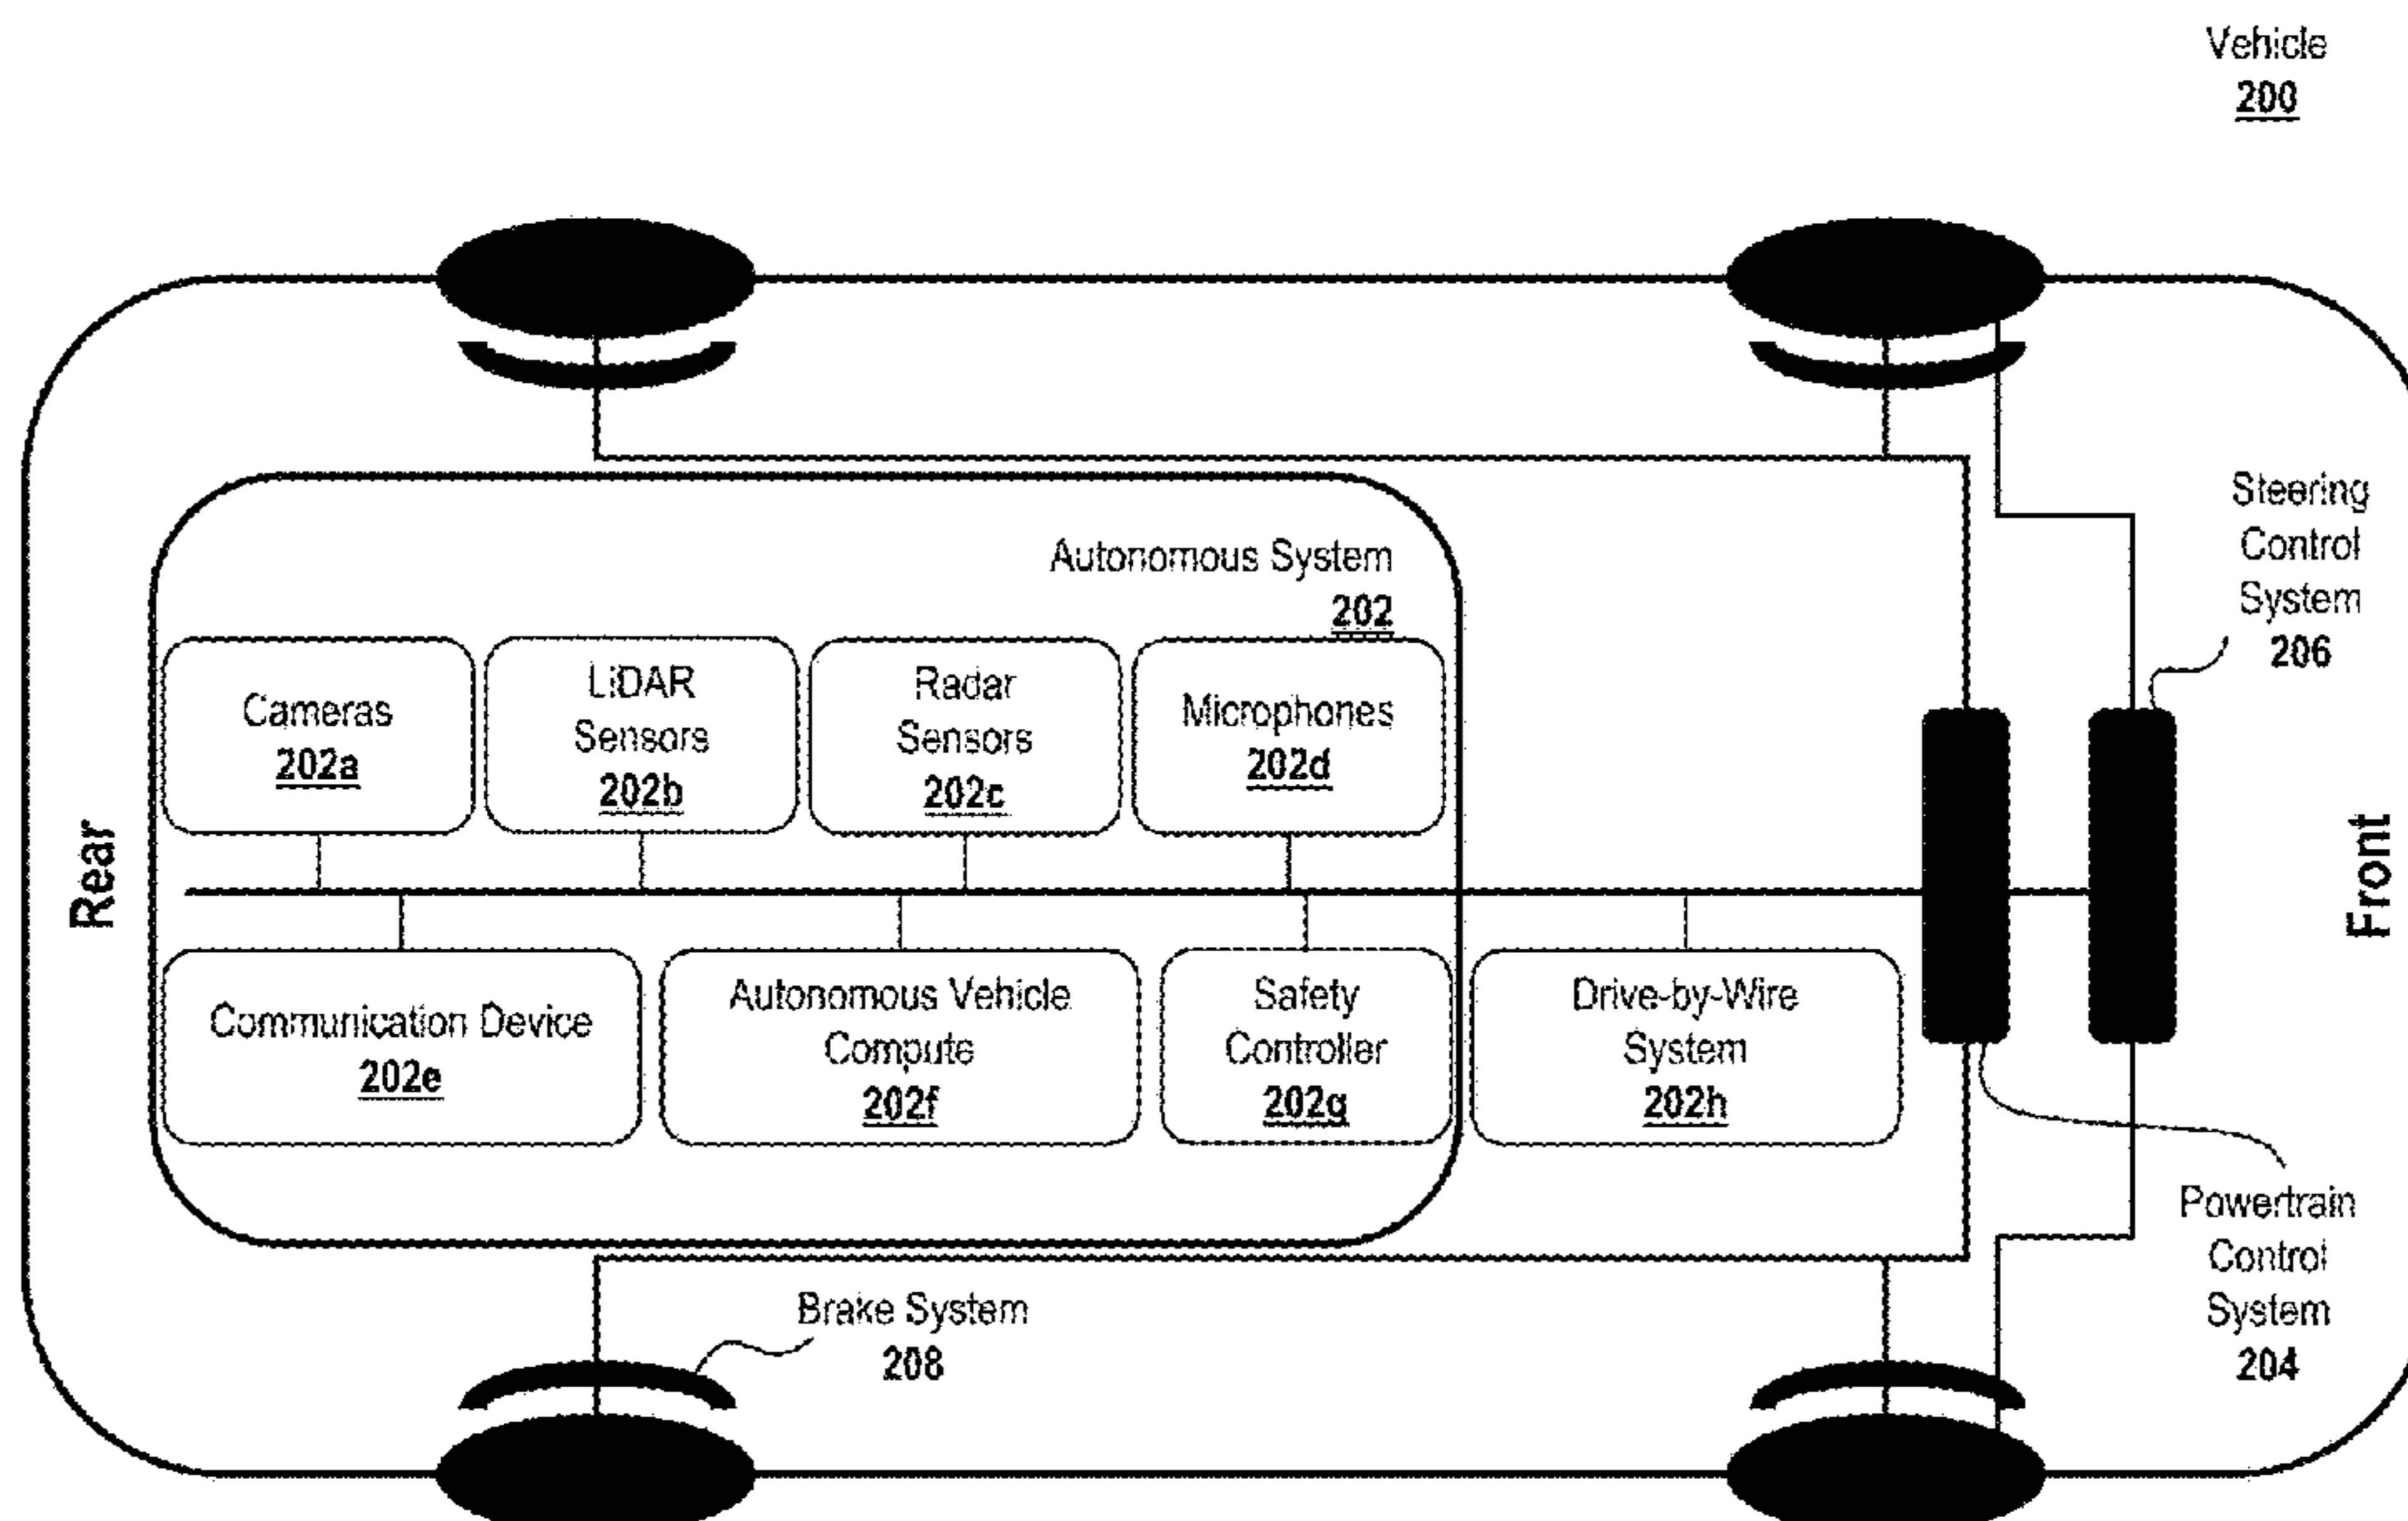 Vehicle
200
Steering
Control
System
206
Autonomous System
202
Cameras
202a
LiDAR
Sensors
202b
Radar
Sensors
202c
Microphones
202d
Rear
Front
Communication Device
202e
Autonomous Vehicle
Compute
202f
Safety
Controller
202g
Drive-by-Wire
System
202h
Powertrain
Control
System
204
Brake System
208